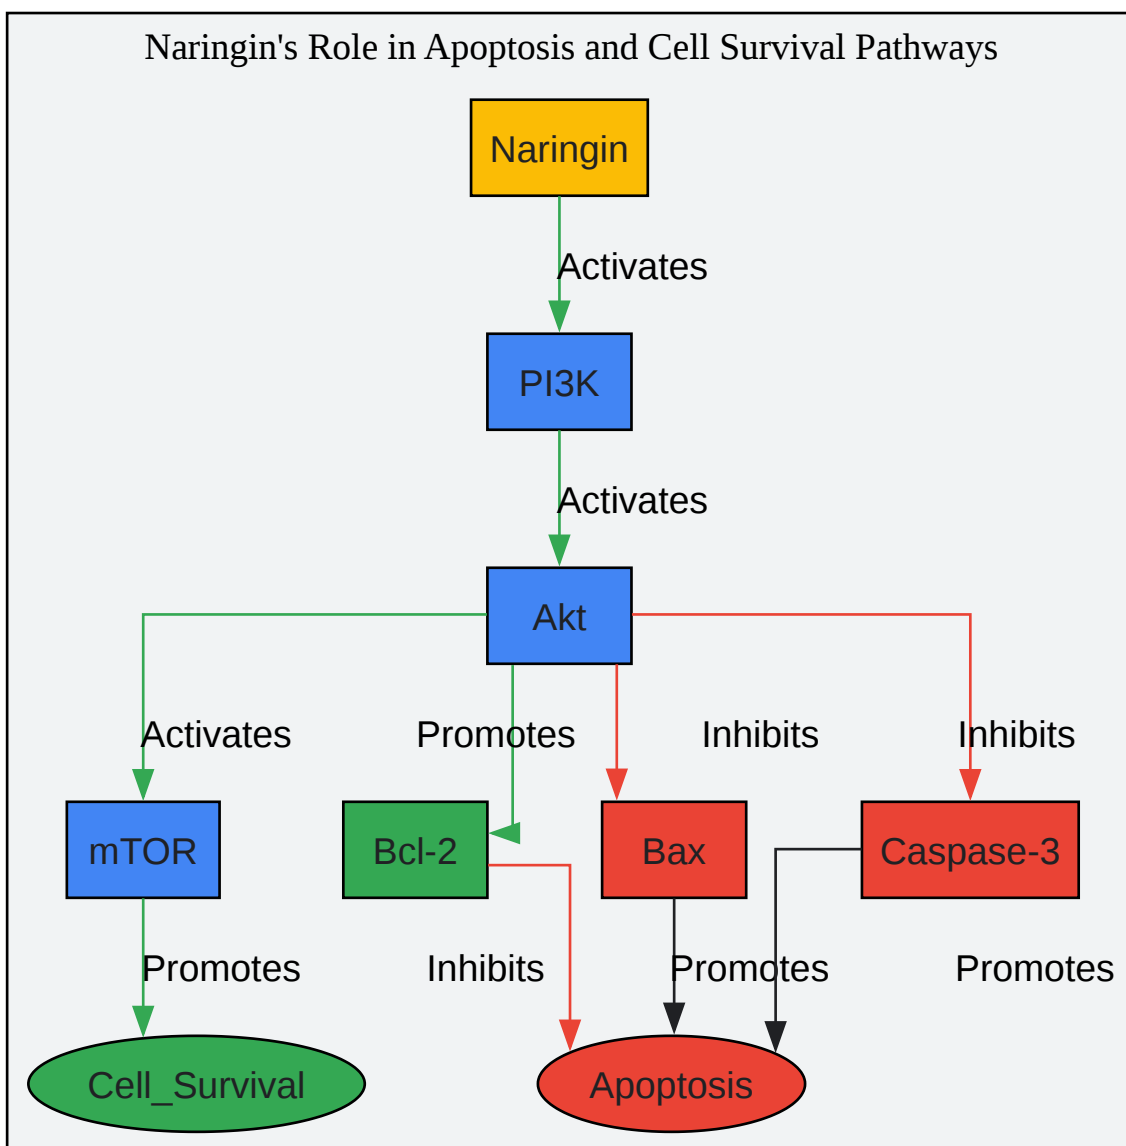 Naringin's Role in Apoptosis and Cell Survival Pathways
Naringin
Activates
PI3K
Activates
Akt
Activates
Promotes
Inhibits
Inhibits
mTOR
Bcl-2
Bax
Caspase-3
Promotes
Inhibits
Promotes
Promotes
Cell_Survival
Apoptosis